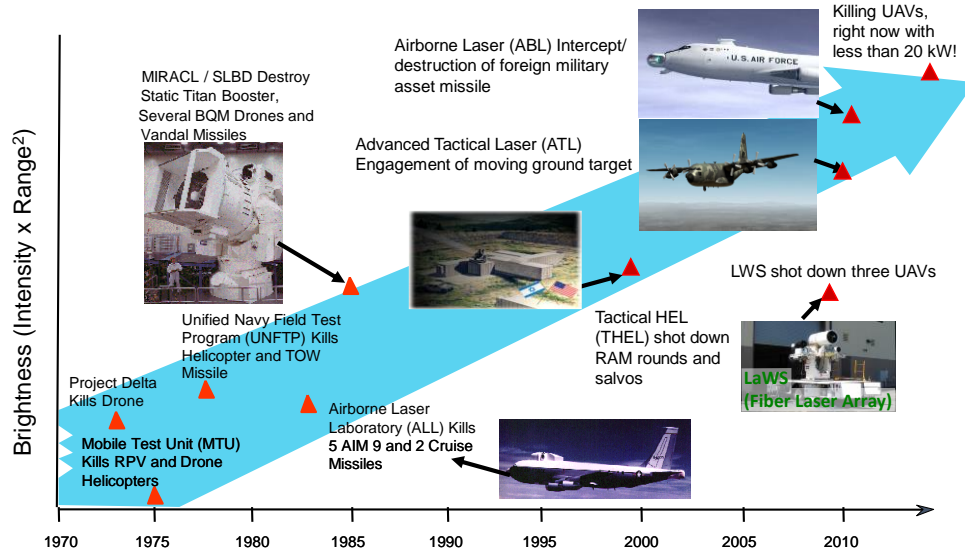 Killing UAVs,
right now with
less than 20 kW!
Airborne Laser (ABL) Intercept/
destruction of foreign military
asset missile
U.S. AIR FORCE
MIRACL / SLBD Destroy
Static Titan Booster,
Several BQM Drones and
Vandal Missiles
Advanced Tactical Laser (ATL)
Engagement of moving ground target
Brightness (Intensity x Range²)
LWS shot down three UAVs
Unified Navy Field Test
Program (UNFTP) Kills
Helicopter and TOW
Missile
Tactical HEL
(THEL) shot down
RAM rounds and
salvos
LaWS
(Fiber Laser Array)
Project Delta
Kills Drone
Airborne Laser
Laboratory (ALL) Kills
5 AIM 9 and 2 Cruise
Missiles
Mobile Test Unit (MTU)
Kills RPV and Drone
Helicopters
1970 1975 1980 1985 1990 1995 2000 2005 2010